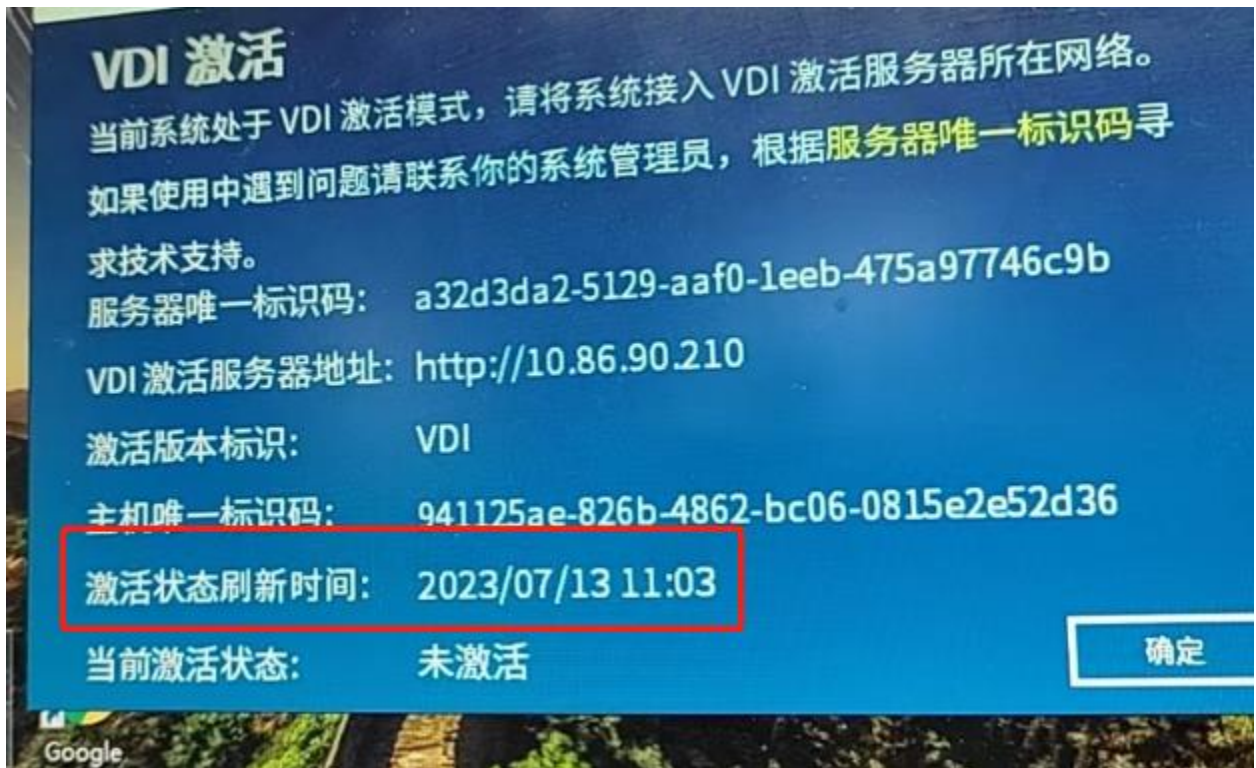 VDI 激活
当前系统处于 VDI 激活模式，请将系统接入 VDI 激活服务器所在网络。
如果使用中遇到问题请联系你的系统管理员，根据服务器唯一标识码寻
求技术支持。
服务器唯一标识码： a32d3da2-5129-aaf0-1eeb-475a97746c9b
VDI 激活服务器地址：http://10.86.90.210
激活版本标识： VDI
主机唯一标识码： 941125ae-826b-4862-bc06-0815e2e52d36
激活状态刷新时间： 2023/07/13 11:03
当前激活状态： 未激活
确定
Google